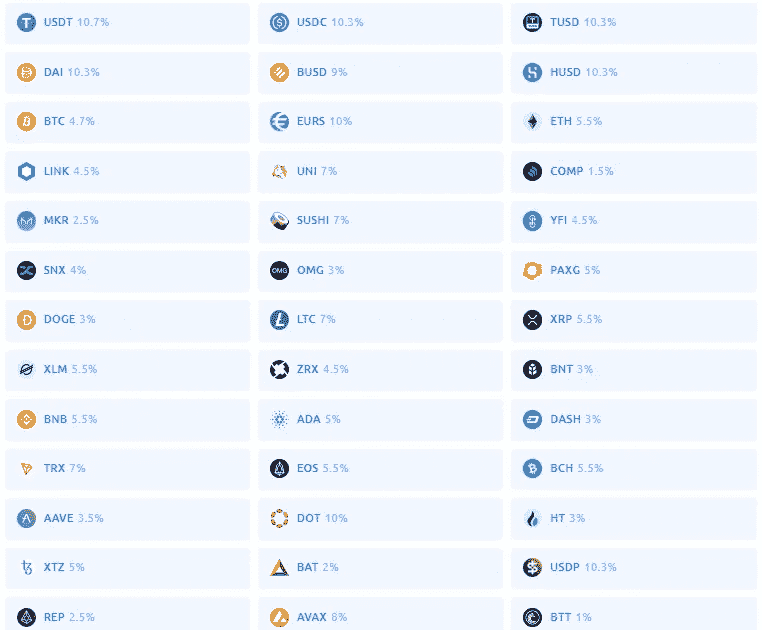 USDT 10.7% USDC 10.3% TUSD 10.3%
DAI 10.3% BUSD 9% HUSD 10.3%
BTC 4.7% EURS 10% ETH 5.5%
LINK 4.5% UNI 7% COMP 1.5%
MKR 2.5% SUSHI 7% YFI 4.5%
SNX 4% OMG OMG 3% PAXG 5%
DOGE 3% LTC 7% XRP 5.5%
XLM 5.5% ZRX 4.5% BNT 3%
BNB 5.5% ADA 5% DASH 3%
TRX 7% EOS 5.5% BCH 5.5%
AAVE 3.5% DOT 10% HT 3%
XTZ 5% BAT 2% USDP 10.3%
REP 2.5% AVAX 8% BTT 1%